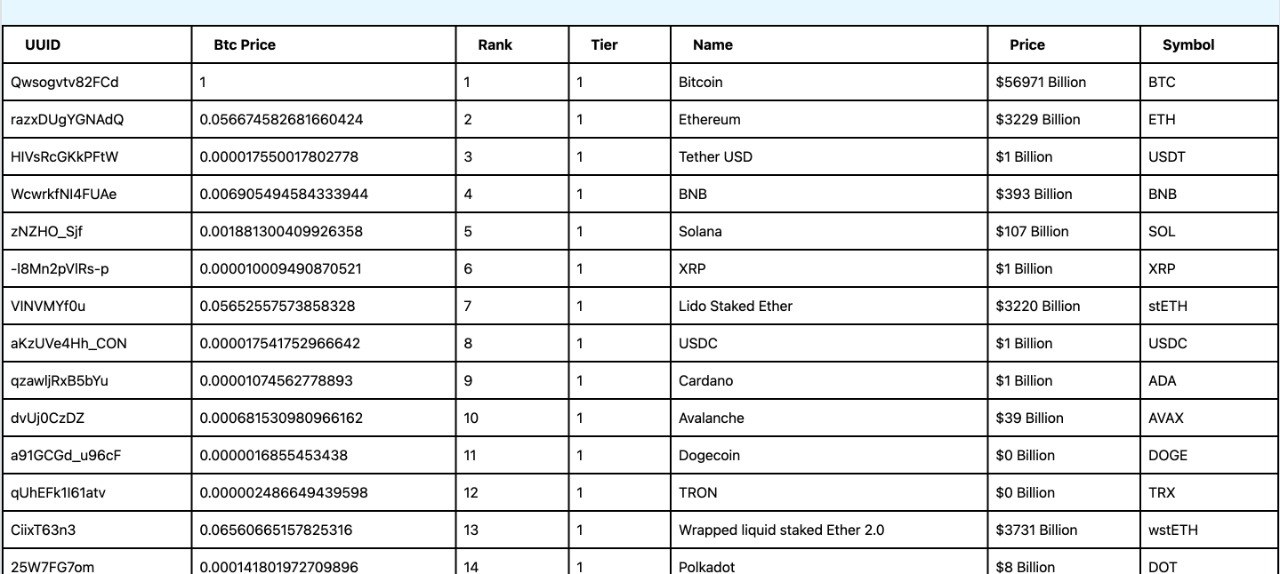 UUID Btc Price Rank Tier Name Price Symbol
Qwsogvtv82FCd 1 1 1 Bitcoin $56971 Billion BTC
razxDUgYGNAdQ 0.056674582681660424 2 1 Ethereum $3229 Billion ETH
HIVsRcGKkPFtW 0.000017550017802778 3 1 Tether USD $1 Billion USDT
WcwrkfNI4FUAe 0.006905494584333944 4 1 BNB $393 Billion BNB
zNZHO_Sjf 0.001881300409926358 5 1 Solana $107 Billion SOL
-l8Mn2pVlRs-p 0.000010009490870521 6 1 XRP $1 Billion XRP
VINVMYf0u 0.05652557573858328 7 1 Lido Staked Ether $3220 Billion stETH
aKzUVe4Hh_CON 0.000017541752966642 8 1 USDC $1 Billion USDC
qzawljRxB5bYu 0.00001074562778893 9 1 Cardano $1 Billion ADA
dvUj0CzDZ 0.000681530980966162 10 1 Avalanche $39 Billion AVAX
a91GCGd_u96cF 0.0000016855453438 11 1 Dogecoin $0 Billion DOGE
qUhEFk1I61atv 0.000002486649439598 12 1 TRON $0 Billion TRX
CiixT63n3 0.06560665157825316 13 1 Wrapped liquid staked Ether 2.0 $3731 Billion wstETH
25W7FG7om 0.000141801972709896 14 1 Polkadot $8 Billion DOT